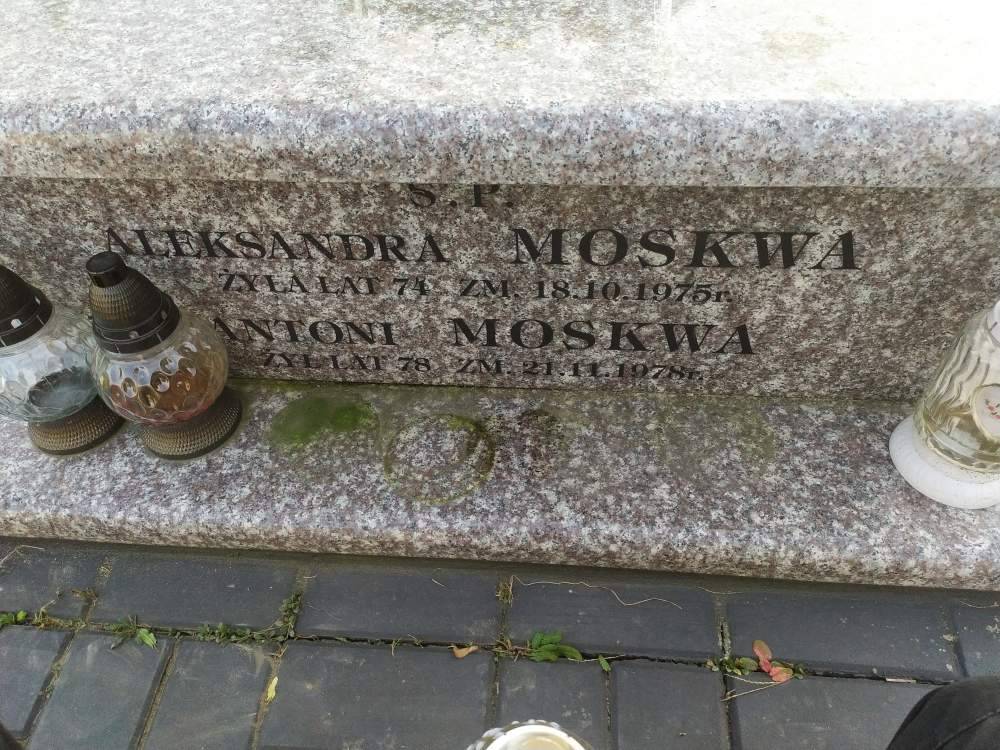 Ś.P.
ALEKSANDRA MOSKWA
ŻYŁA LAT 74 ZM. 18.10.1975r.
ANTONI MOSKWA
ŻYŁ LAT 78 ZM. 21.11.1978r.